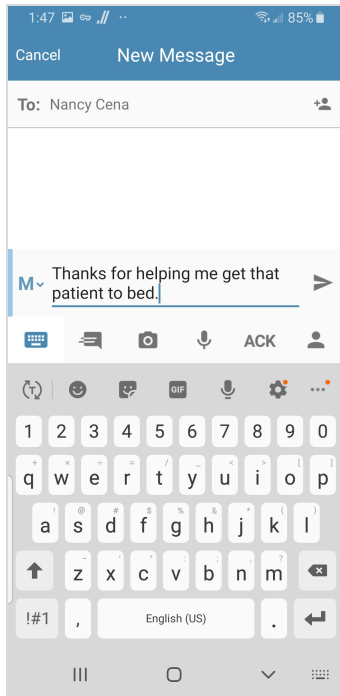 1:47 85%
Cancel New Message
To: Nancy Cena
M Thanks for helping me get that
patient to bed.
ACK
T GIF
1 2 3 4 5 6 7 8 9 0
+ × ÷ = / _ < > [ ]
q w e r t y u i o p
! @ # $ % ^ & * ( )
a s d f g h j k l
- ' " : ; , ?
z x c v b n m
!#1 , English (US) .